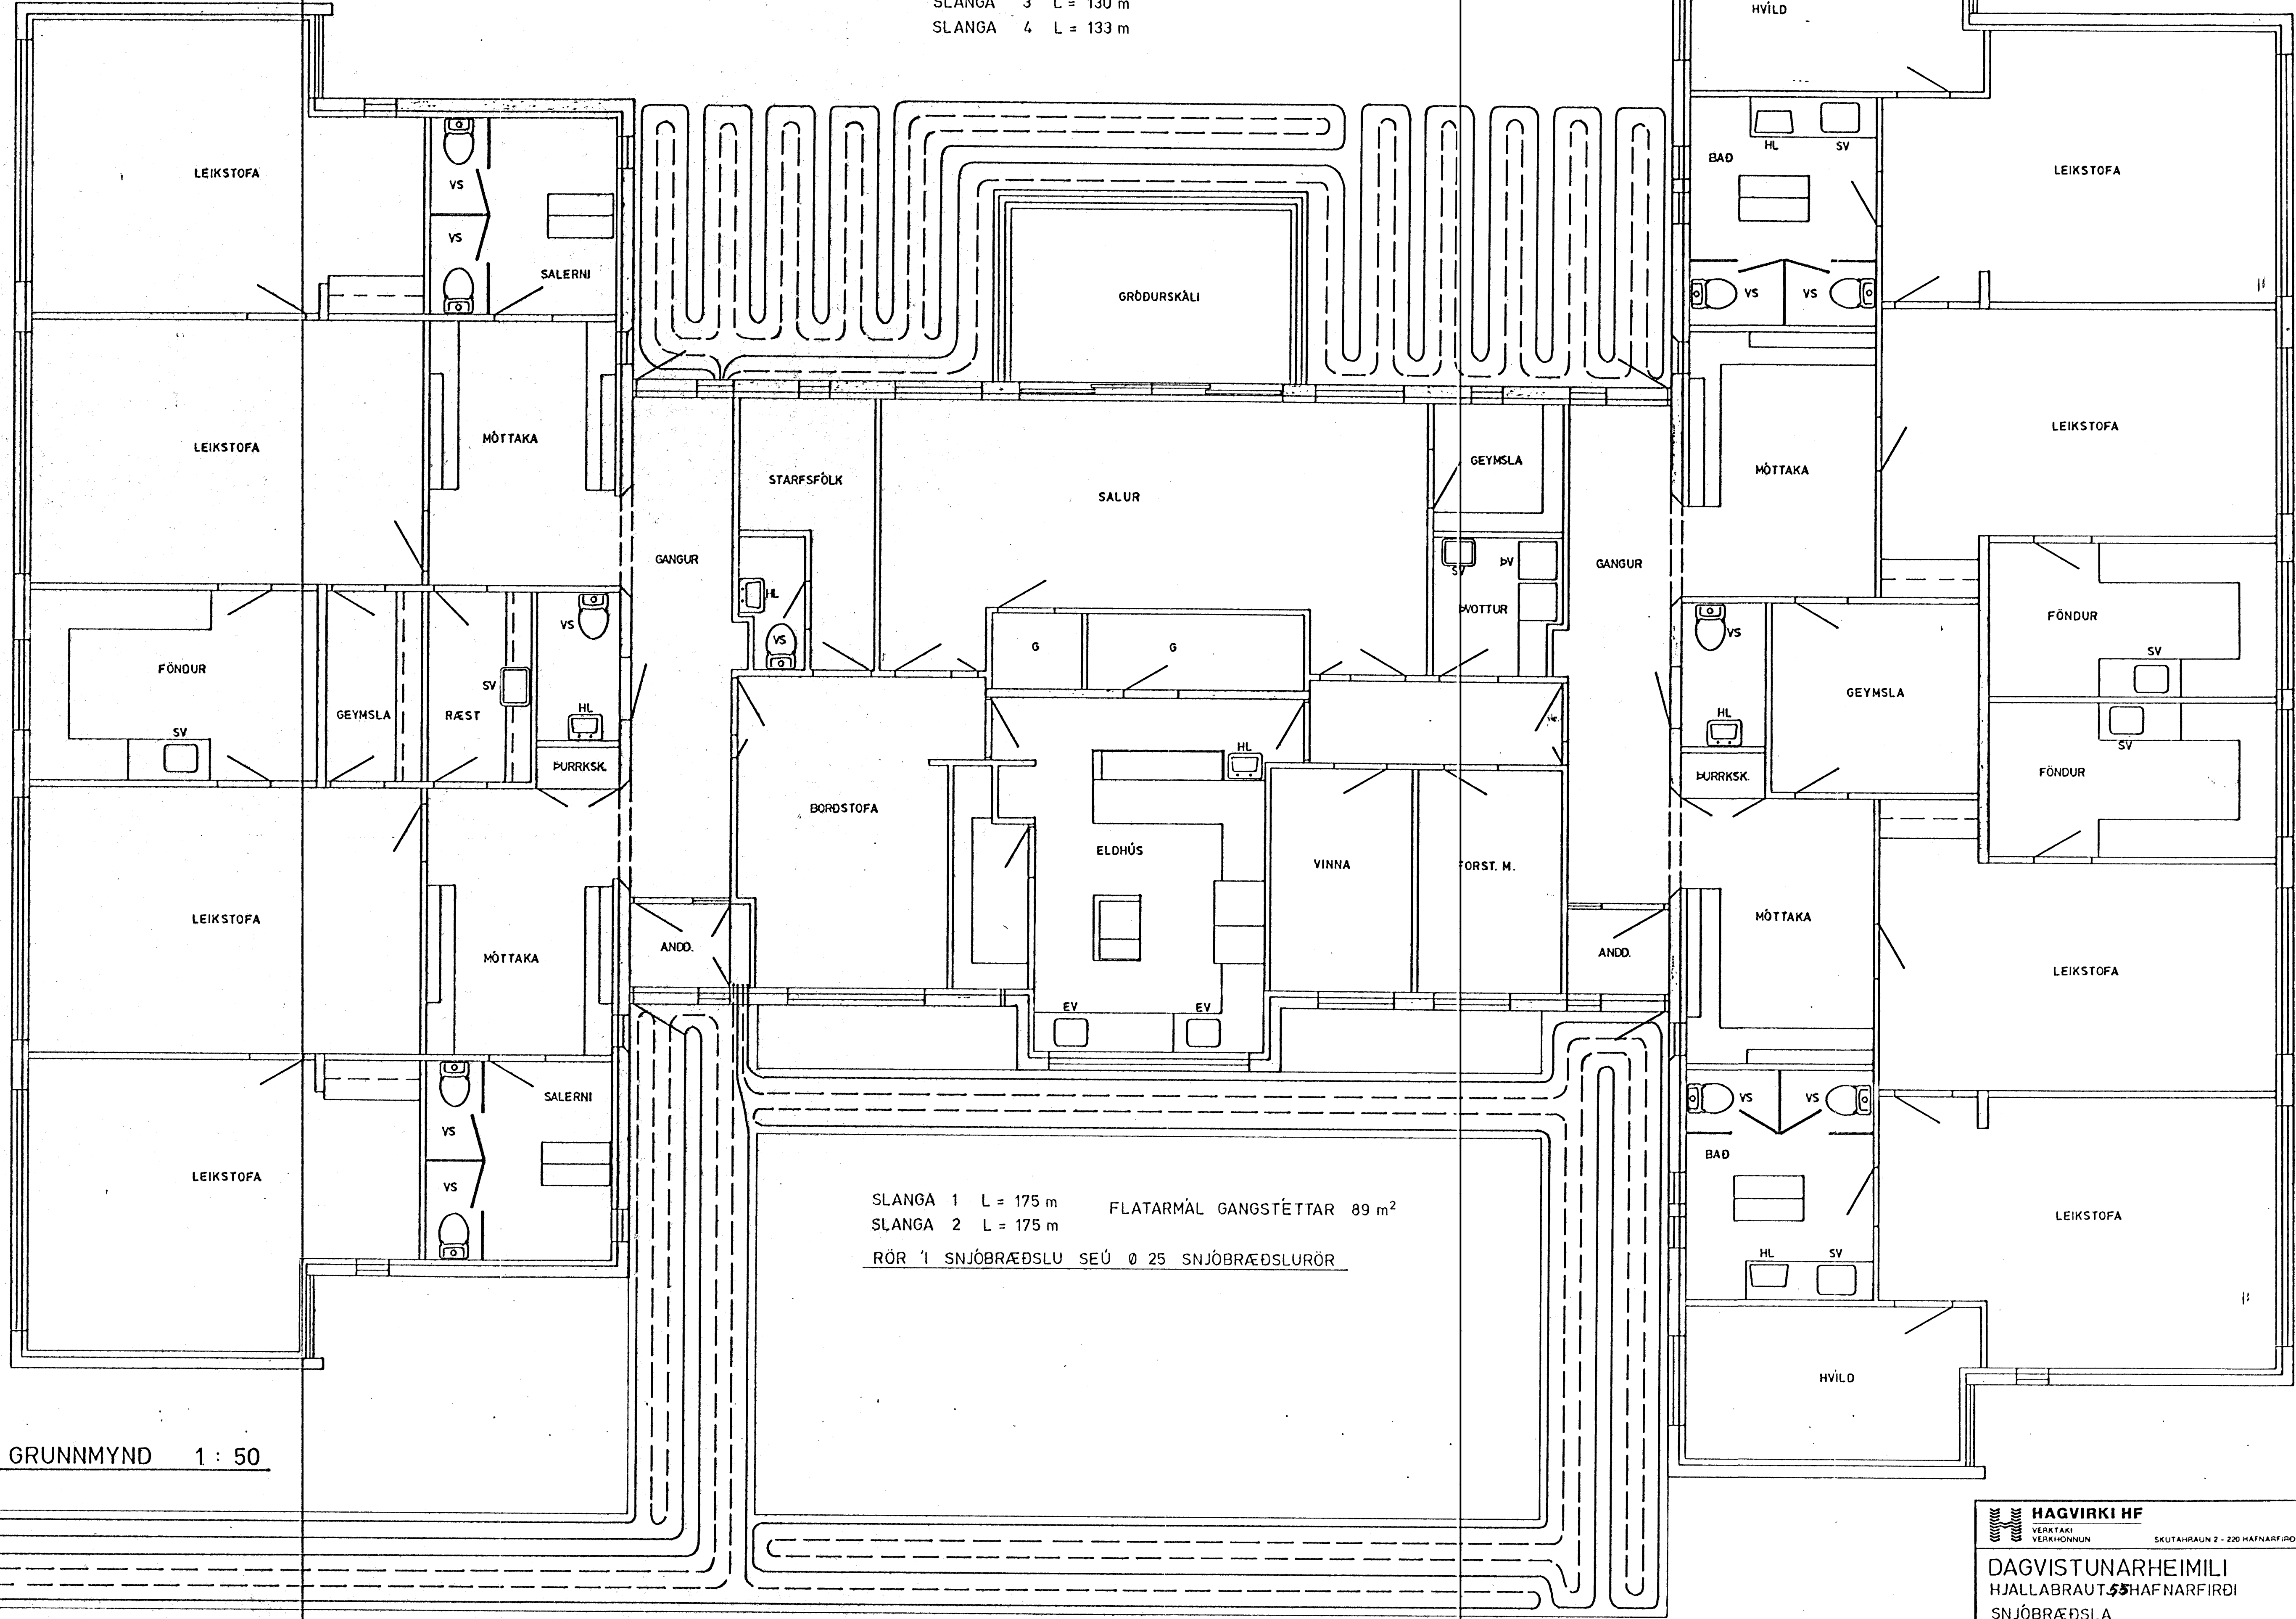 SLANGA 3 L = 130 m
SLANGA 4 L = 133 m
HVÍLD
LEIKSTOFA
VS
VS
SALERNI
GRÓÐURSKÁLI
BAÐ
HL
SV
VS
VS
LEIKSTOFA
LEIKSTOFA
MÓTTAKA
GANGUR
STARFSFÓLK
HL
VS
SALUR
GEYMSLA
SV
ÞV
ÞVOTTUR
GANGUR
MÓTTAKA
LEIKSTOFA
FÖNDUR
SV
GEYMSLA
RÆST
SV
VS
HL
ÞURRKSK.
G
G
VS
HL
ÞURRKSK.
GEYMSLA
FÖNDUR
SV
SV
FÖNDUR
LEIKSTOFA
MÓTTAKA
ANDD.
BORÐSTOFA
ELDHÚS
HL
EV
EV
VINNA
FORST. M.
ANDD.
MÓTTAKA
LEIKSTOFA
LEIKSTOFA
VS
VS
SALERNI
VS
VS
BAÐ
HL
SV
LEIKSTOFA
HVÍLD
SLANGA 1 L = 175 m
SLANGA 2 L = 175 m
FLATARMÁL GANGSTÉTTAR 89 m²
RÖR Í SNJÓBRÆÐSLU SEÚ Ø 25 SNJÓBRÆÐSLURÖR
GRUNNMYND 1 : 50
HAGVIRKI HF
VERKTAKI
VERKHÖNNUN
SKUTAHRAUN 2 - 220 HAFNARFIRÐ
DAGVISTUNARHEIMILI
HJALLABRAUT 55 HAFNARFIRÐI
SNJÓBRÆÐSLA